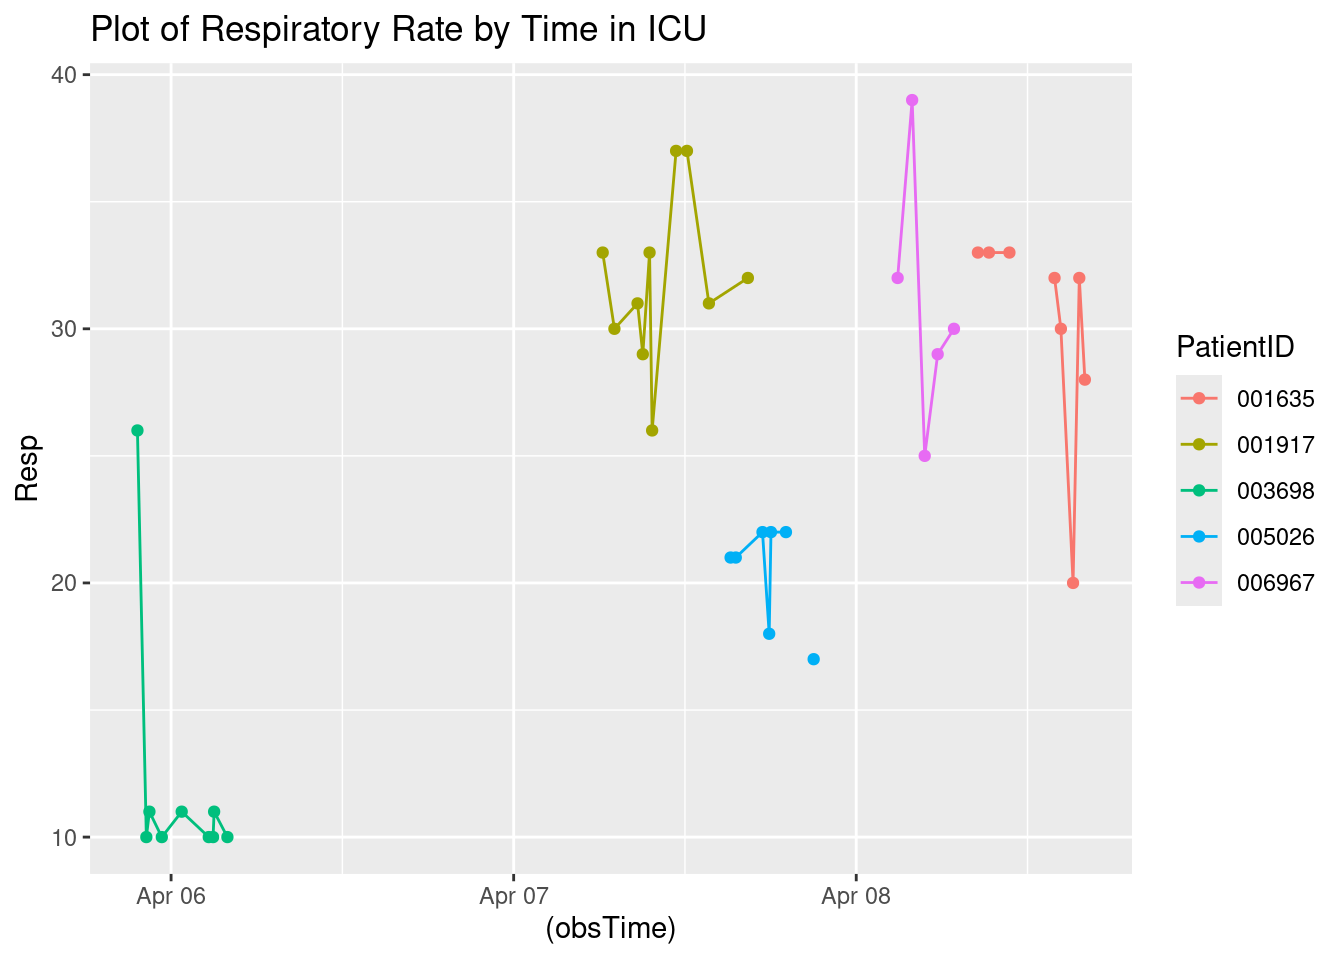 Plot of Respiratory Rate by Time in ICU
40
30
20
10
Resp
Apr 06
Apr 07
Apr 08
(obsTime)
PatientID
001635
001917
003698
005026
006967